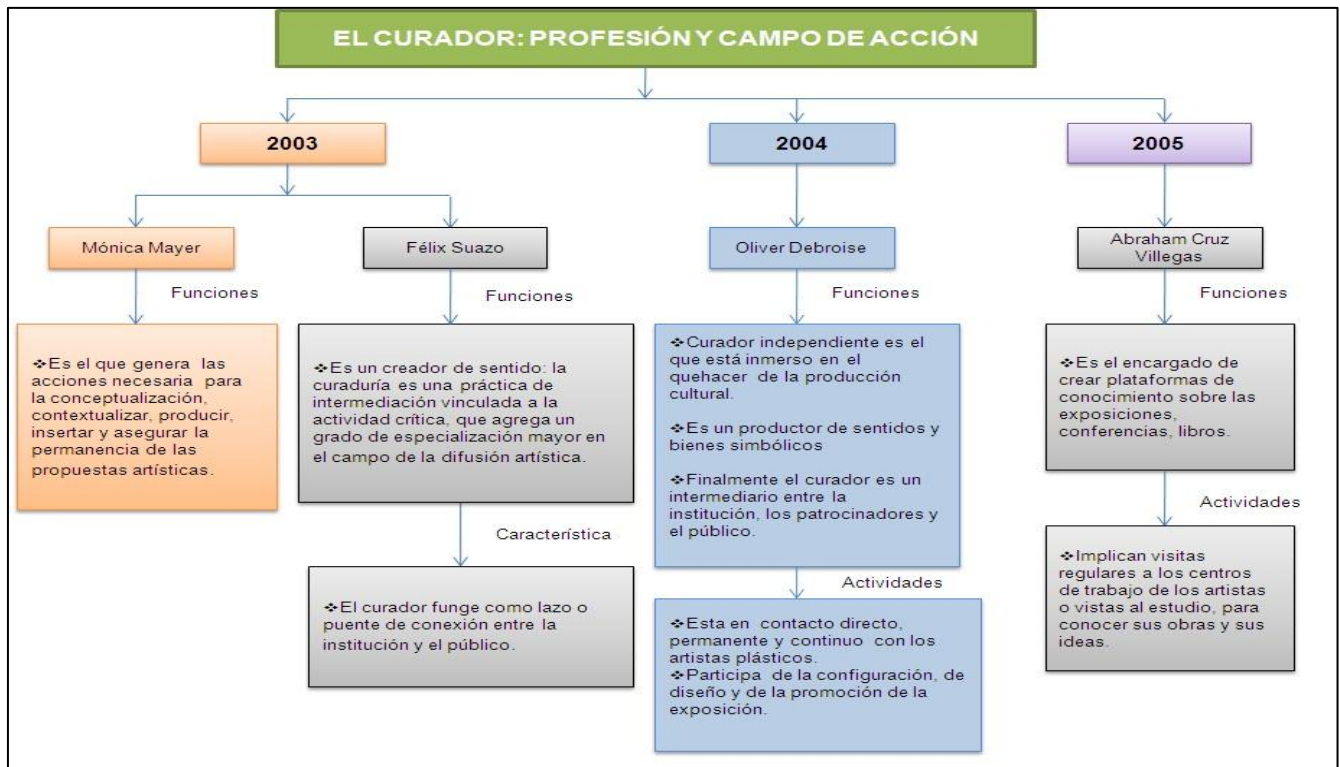 EL CURADOR: PROFESIÓN Y CAMPO DE ACCIÓN
2003
2004
2005
Mónica Mayer
Félix Suazo
Oliver Debroise
Abraham Cruz
Villegas
Funciones
Funciones
Funciones
Funciones
❖Es el que genera las
acciones necesaria para
la conceptualización,
contextualizar, producir,
insertar y asegurar la
permanencia de las
propuestas artísticas.
❖Es un creador de sentido: la
curaduría es una práctica de
intermediación vinculada a la
actividad crítica, que agrega un
grado de especialización mayor en
el campo de la difusión artística.
❖Curador independiente es el
que está inmerso en el
quehacer de la producción
cultural.
❖Es un productor de sentidos y
bienes simbólicos
❖Finalmente el curador es un
intermediario entre la
institución, los patrocinadores y
el público.
❖Es el encargado de
crear plataformas de
conocimiento sobre las
exposiciones,
conferencias, libros.
Característica
Actividades
Actividades
❖El curador funge como lazo o
puente de conexión entre la
institución y el público.
❖Esta en contacto directo,
permanente y continuo con los
artistas plásticos.
❖Participa de la configuración, de
diseño y de la promoción de la
exposición.
❖Implican visitas
regulares a los centros
de trabajo de los artistas
o vistas al estudio, para
conocer sus obras y sus
ideas.